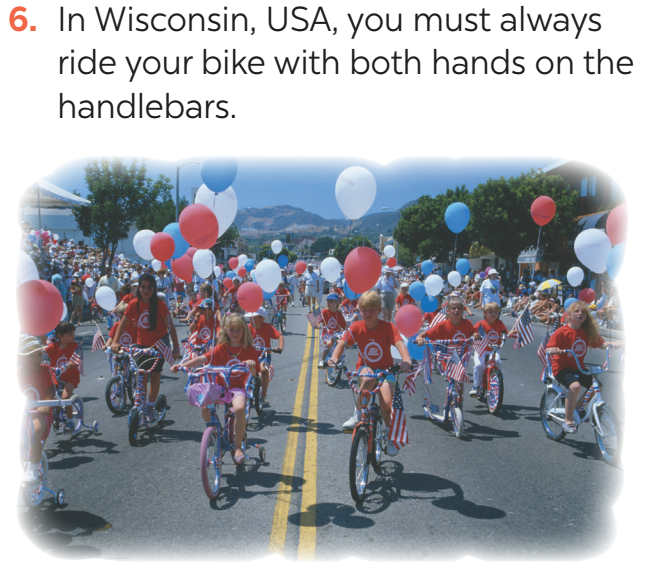 6. In Wisconsin, USA, you must always
ride your bike with both hands on the
handlebars.